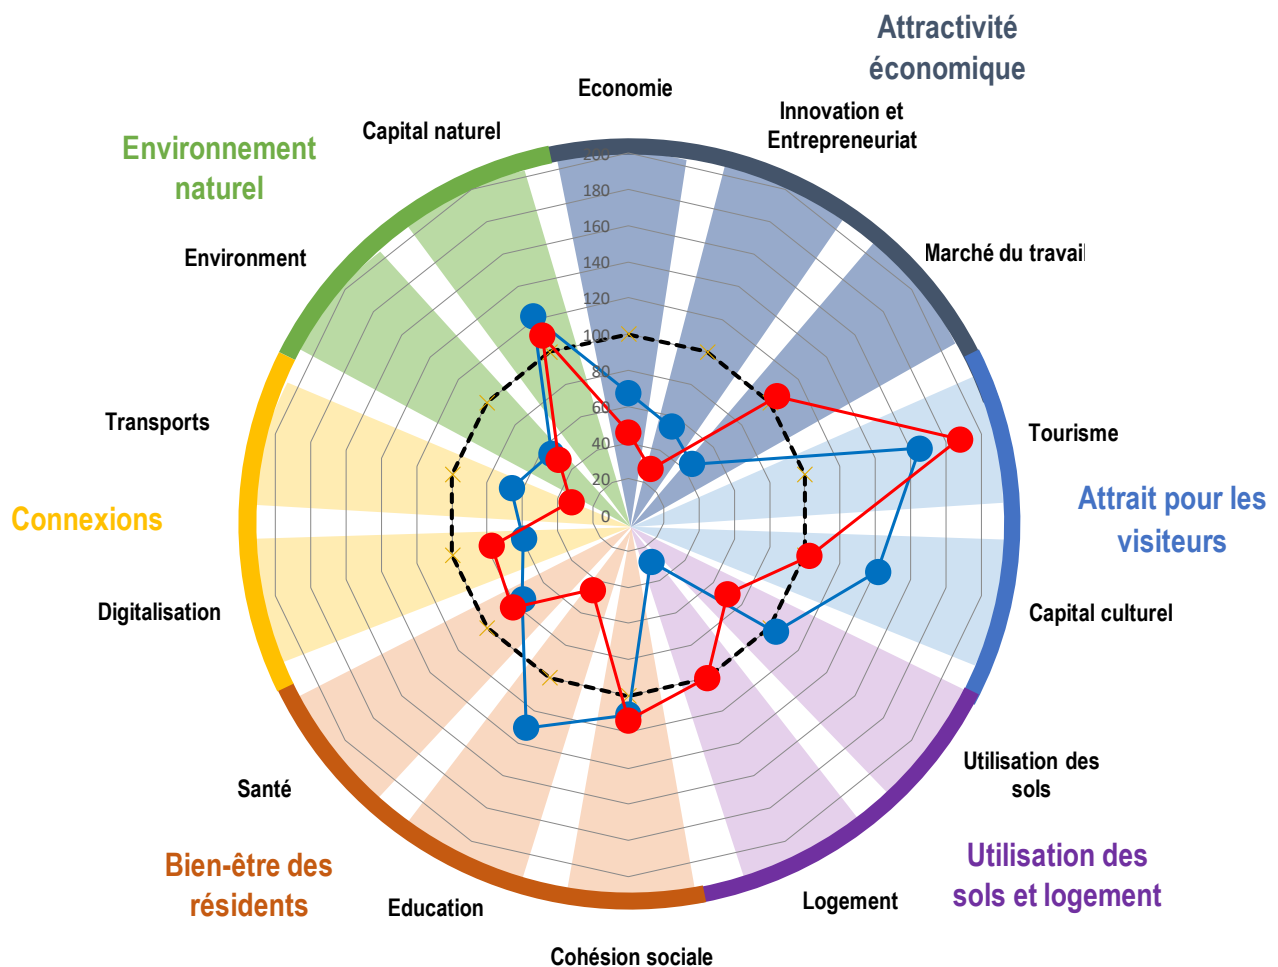 Attractivité
économique
Economie
Innovation et
Entrepreneuriat
Capital naturel
Environnement
naturel
Environment
Marché du travail
200
180
160
140
120
100
80
60
40
20
0
Transports
Tourisme
Connexions
Attrait pour les
visiteurs
Digitalisation
Capital culturel
Utilisation des
sols
Santé
Bien-être des
résidents
Utilisation des
sols et logement
Education
Logement
Cohésion sociale